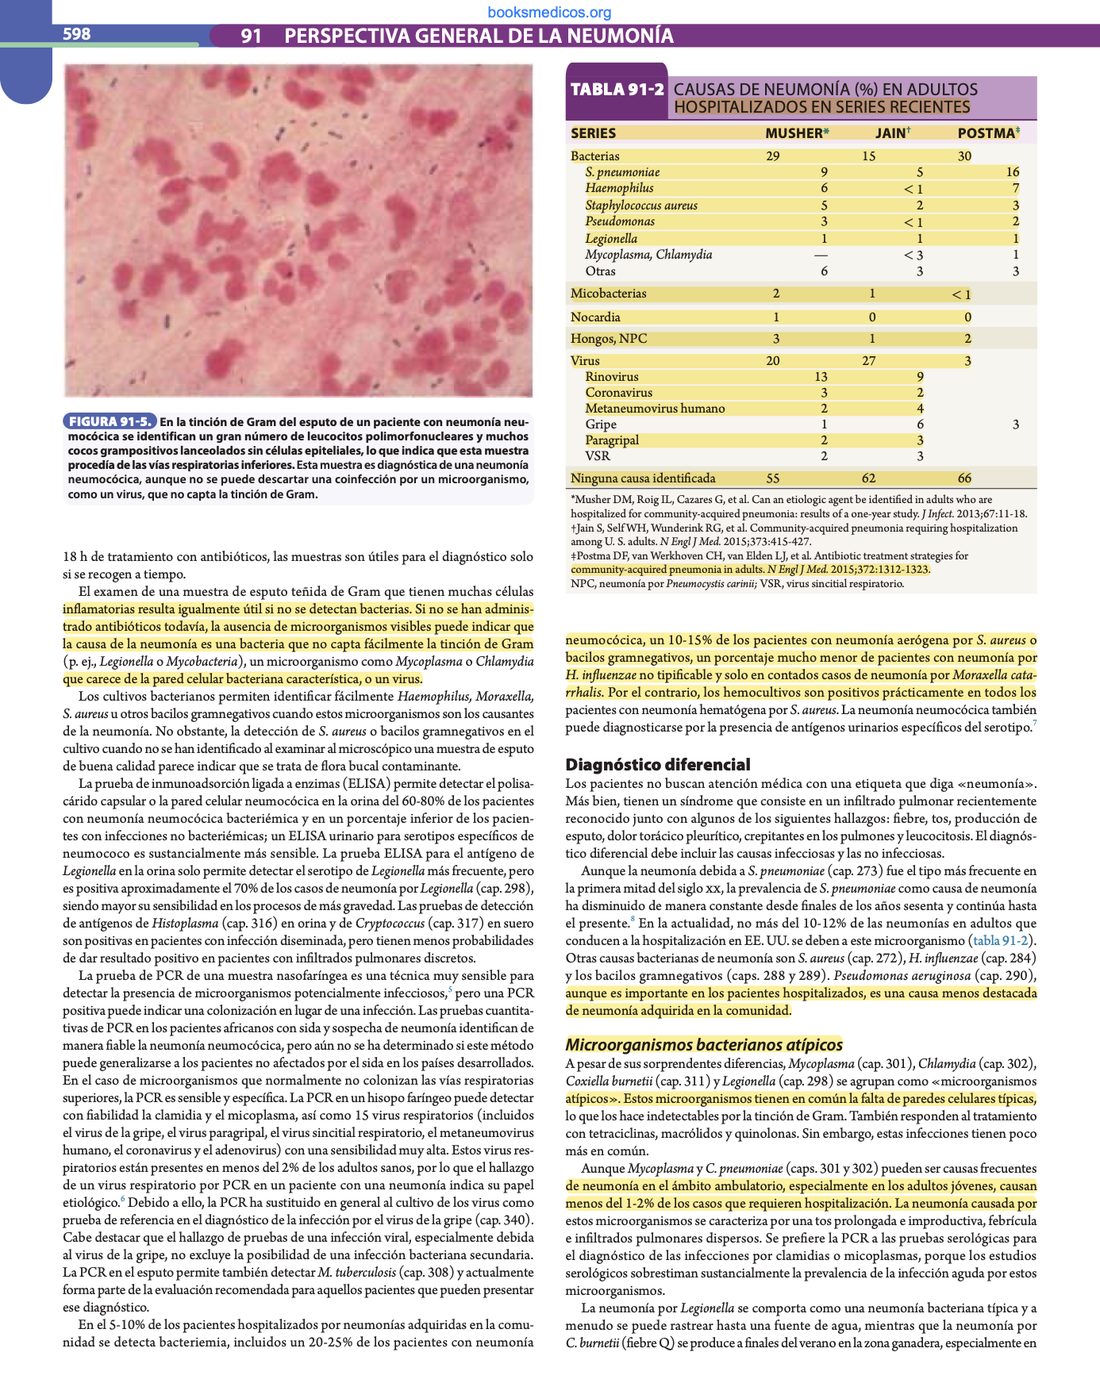 booksmedicos.org
598
91 PERSPECTIVA GENERAL DE LA NEUMONÍA
FIGURA 91-5. En la tinción de Gram del esputo de un paciente con neumonía neu-
mocócica se identifican un gran número de leucocitos polimorfonucleares y muchos
cocos grampositivos lanceolados sin células epiteliales, lo que indica que esta muestra
procedía de las vías respiratorias inferiores. Esta muestra es diagnóstica de una neumonía
neumocócica, aunque no se puede descartar una coinfección por un microorganismo,
como un virus, que no capta la tinción de Gram.
18 h de tratamiento con antibióticos, las muestras son útiles para el diagnóstico solo
si se recogen a tiempo.
El examen de una muestra de esputo teñida de Gram que tienen muchas células
inflamatorias resulta igualmente útil si no se detectan bacterias. Si no se han adminis-
trado antibióticos todavía, la ausencia de microorganismos visibles puede indicar que
la causa de la neumonía es una bacteria que no capta fácilmente la tinción de Gram
(p. ej., Legionella o Mycobacteria), un microorganismo como Mycoplasma o Chlamydia
que carece de la pared celular bacteriana característica, o un virus.
Los cultivos bacterianos permiten identificar fácilmente Haemophilus, Moraxella,
S. aureus u otros bacilos gramnegativos cuando estos microorganismos son los causantes
de la neumonía. No obstante, la detección de S. aureus o bacilos gramnegativos en el
cultivo cuando no se han identificado al examinar al microscópico una muestra de esputo
de buena calidad parece indicar que se trata de flora bucal contaminante.
La prueba de inmunoadsorción ligada a enzimas (ELISA) permite detectar el polisa-
cárido capsular o la pared celular neumocócica en la orina del 60-80% de los pacientes
con neumonía neumocócica bacteriémica y en un porcentaje inferior de los pacien-
tes con infecciones no bacteriémicas; un ELISA urinario para serotipos específicos de
neumococo es sustancialmente más sensible. La prueba ELISA para el antígeno de
Legionella en la orina solo permite detectar el serotipo de Legionella más frecuente, pero
es positiva aproximadamente el 70% de los casos de neumonía por Legionella (cap. 298),
siendo mayor su sensibilidad en los procesos de más gravedad. Las pruebas de detección
de antígenos de Histoplasma (cap. 316) en orina y de Cryptococcus (cap. 317) en suero
son positivas en pacientes con infección diseminada, pero tienen menos probabilidades
de dar resultado positivo en pacientes con infiltrados pulmonares discretos.
La prueba de PCR de una muestra nasofaríngea es una técnica muy sensible para
detectar la presencia de microorganismos potencialmente infecciosos,5 pero una PCR
positiva puede indicar una colonización en lugar de una infección. Las pruebas cuantita-
tivas de PCR en los pacientes africanos con sida y sospecha de neumonía identifican de
manera fiable la neumonía neumocócica, pero aún no se ha determinado si este método
puede generalizarse a los pacientes no afectados por el sida en los países desarrollados.
En el caso de microorganismos que normalmente no colonizan las vías respiratorias
superiores, la PCR es sensible y específica. La PCR en un hisopo faríngeo puede detectar
con fiabilidad la clamidia y el micoplasma, así como 15 virus respiratorios (incluidos
el virus de la gripe, el virus paragripal, el virus sincitial respiratorio, el metaneumovirus
humano, el coronavirus y el adenovirus) con una sensibilidad muy alta. Estos virus res-
piratorios están presentes en menos del 2% de los adultos sanos, por lo que el hallazgo
de un virus respiratorio por PCR en un paciente con una neumonía indica su papel
etiológico.6 Debido a ello, la PCR ha sustituido en general al cultivo de los virus como
prueba de referencia en el diagnóstico de la infección por el virus de la gripe (cap. 340).
Cabe destacar que el hallazgo de pruebas de una infección viral, especialmente debida
al virus de la gripe, no excluye la posibilidad de una infección bacteriana secundaria.
La PCR en el esputo permite también detectar M. tuberculosis (cap. 308) y actualmente
forma parte de la evaluación recomendada para aquellos pacientes que pueden presentar
ese diagnóstico.
En el 5-10% de los pacientes hospitalizados por neumonías adquiridas en la comu-
nidad se detecta bacteriemia, incluidos un 20-25% de los pacientes con neumonía
TABLA 91-2 CAUSAS DE NEUMONÍA (%) EN ADULTOS
HOSPITALIZADOS EN SERIES RECIENTES
SERIES MUSHER* JAIN† POSTMA‡
Bacterias 29 15 30
S. pneumoniae 9 5 16
Haemophilus 6 < 1 7
Staphylococcus aureus 5 2 3
Pseudomonas 3 < 1 2
Legionella 1 1 1
Mycoplasma, Chlamydia — < 3 1
Otras 6 3 3
Micobacterias 2 1 < 1
Nocardia 1 0 0
Hongos, NPC 3 1 2
Virus 20 27 3
Rinovirus 13 9
Coronavirus 3 2
Metaneumovirus humano 2 4
Gripe 1 6 3
Paragripal 2 3
VSR 2 3
Ninguna causa identificada 55 62 66
*Musher DM, Roig IL, Cazares G, et al. Can an etiologic agent be identified in adults who are
hospitalized for community-acquired pneumonia: results of a one-year study. J Infect. 2013;67:11-18.
†Jain S, Self WH, Wunderink RG, et al. Community-acquired pneumonia requiring hospitalization
among U. S. adults. N Engl J Med. 2015;373:415-427.
‡Postma DF, van Werkhoven CH, van Elden LJ, et al. Antibiotic treatment strategies for
community-acquired pneumonia in adults. N Engl J Med. 2015;372:1312-1323.
NPC, neumonía por Pneumocystis carinii; VSR, virus sincitial respiratorio.
neumocócica, un 10-15% de los pacientes con neumonía aerógena por S. aureus o
bacilos gramnegativos, un porcentaje mucho menor de pacientes con neumonía por
H. influenzae no tipificable y solo en contados casos de neumonía por Moraxella cata-
rrhalis. Por el contrario, los hemocultivos son positivos prácticamente en todos los
pacientes con neumonía hematógena por S. aureus. La neumonía neumocócica también
puede diagnosticarse por la presencia de antígenos urinarios específicos del serotipo.7
Diagnóstico diferencial
Los pacientes no buscan atención médica con una etiqueta que diga «neumonía».
Más bien, tienen un síndrome que consiste en un infiltrado pulmonar recientemente
reconocido junto con algunos de los siguientes hallazgos: fiebre, tos, producción de
esputo, dolor torácico pleurítico, crepitantes en los pulmones y leucocitosis. El diagnós-
tico diferencial debe incluir las causas infecciosas y las no infecciosas.
Aunque la neumonía debida a S. pneumoniae (cap. 273) fue el tipo más frecuente en
la primera mitad del siglo XX, la prevalencia de S. pneumoniae como causa de neumonía
ha disminuido de manera constante desde finales de los años sesenta y continúa hasta
el presente.8 En la actualidad, no más del 10-12% de las neumonías en adultos que
conducen a la hospitalización en EE. UU. se deben a este microorganismo (tabla 91-2).
Otras causas bacterianas de neumonía son S. aureus (cap. 272), H. influenzae (cap. 284)
y los bacilos gramnegativos (caps. 288 y 289). Pseudomonas aeruginosa (cap. 290),
aunque es importante en los pacientes hospitalizados, es una causa menos destacada
de neumonía adquirida en la comunidad.
Microorganismos bacterianos atípicos
A pesar de sus sorprendentes diferencias, Mycoplasma (cap. 301), Chlamydia (cap. 302),
Coxiella burnetii (cap. 311) y Legionella (cap. 298) se agrupan como «microorganismos
atípicos». Estos microorganismos tienen en común la falta de paredes celulares típicas,
lo que los hace indetectables por la tinción de Gram. También responden al tratamiento
con tetraciclinas, macrólidos y quinolonas. Sin embargo, estas infecciones tienen poco
más en común.
Aunque Mycoplasma y C. pneumoniae (caps. 301 y 302) pueden ser causas frecuentes
de neumonía en el ámbito ambulatorio, especialmente en los adultos jóvenes, causan
menos del 1-2% de los casos que requieren hospitalización. La neumonía causada por
estos microorganismos se caracteriza por una tos prolongada e improductiva, febrícula
e infiltrados pulmonares dispersos. Se prefiere la PCR a las pruebas serológicas para
el diagnóstico de las infecciones por clamidias o micoplasmas, porque los estudios
serológicos sobrestiman sustancialmente la prevalencia de la infección aguda por estos
microorganismos.
La neumonía por Legionella se comporta como una neumonía bacteriana típica y a
menudo se puede rastrear hasta una fuente de agua, mientras que la neumonía por
C. burnetii (fiebre Q) se produce a finales del verano en la zona ganadera, especialmente en